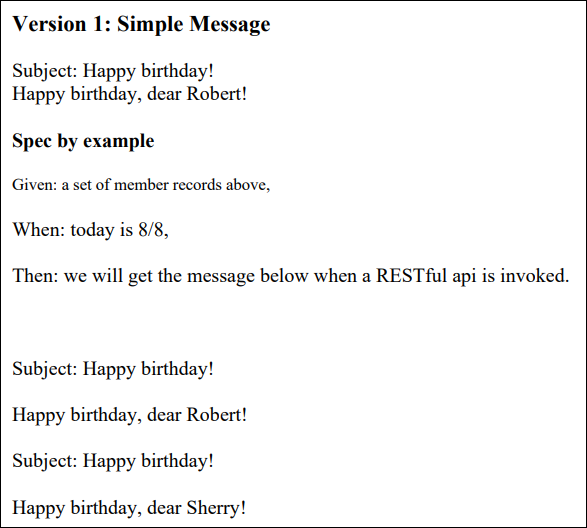 Version 1: Simple Message
Subject: Happy birthday!
Happy birthday, dear Robert!
Spec by example
Given: a set of member records above,
When: today is 8/8,
Then: we will get the message below when a RESTful api is invoked.
Subject: Happy birthday!
Happy birthday, dear Robert!
Subject: Happy birthday!
Happy birthday, dear Sherry!